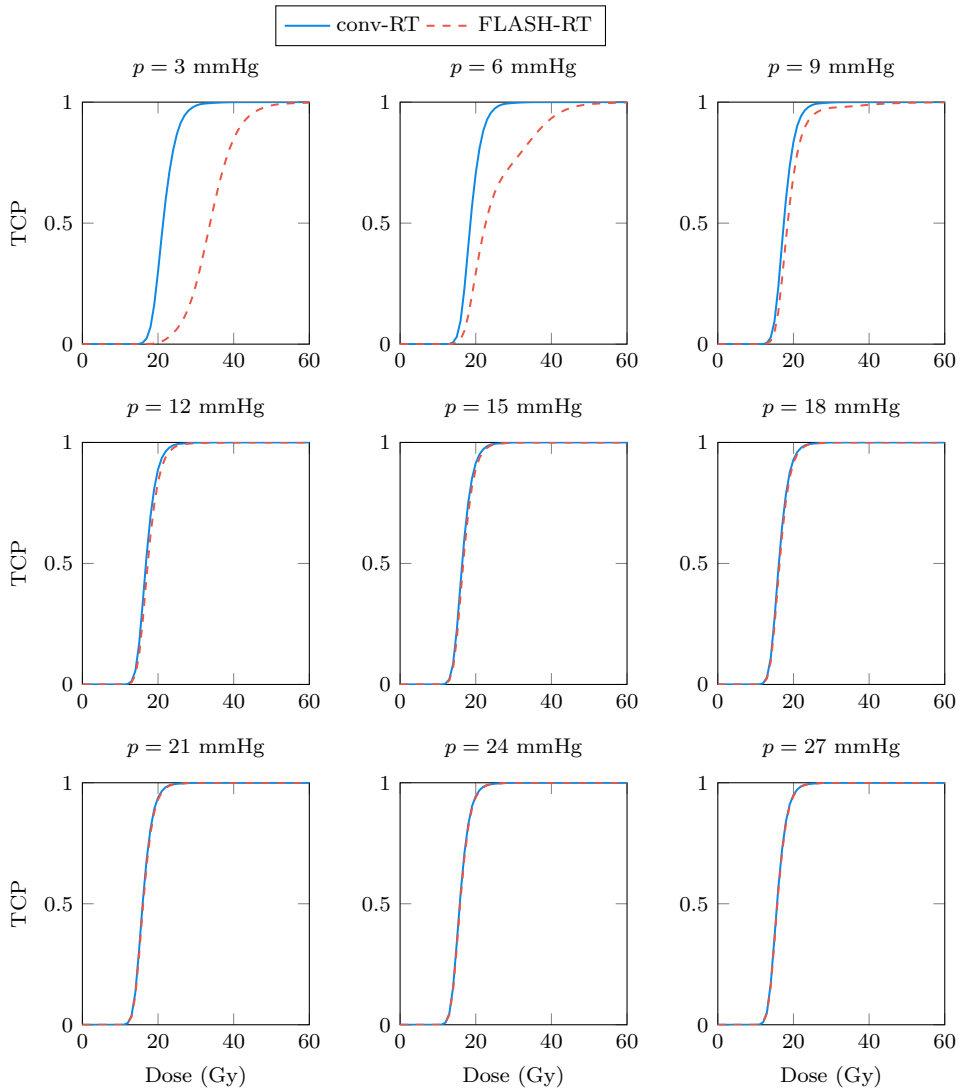 conv-RT FLASH-RT
p = 3 mmHg p = 6 mmHg p = 9 mmHg
1 1 1
TCP 0.5 0.5 0.5
0 0 0
0 20 40 60 0 20 40 60 0 20 40 60
p = 12 mmHg p = 15 mmHg p = 18 mmHg
1 1 1
TCP 0.5 0.5 0.5
0 0 0
0 20 40 60 0 20 40 60 0 20 40 60
p = 21 mmHg p = 24 mmHg p = 27 mmHg
1 1 1
TCP 0.5 0.5 0.5
0 0 0
0 20 40 60 0 20 40 60 0 20 40 60
Dose (Gy) Dose (Gy) Dose (Gy)